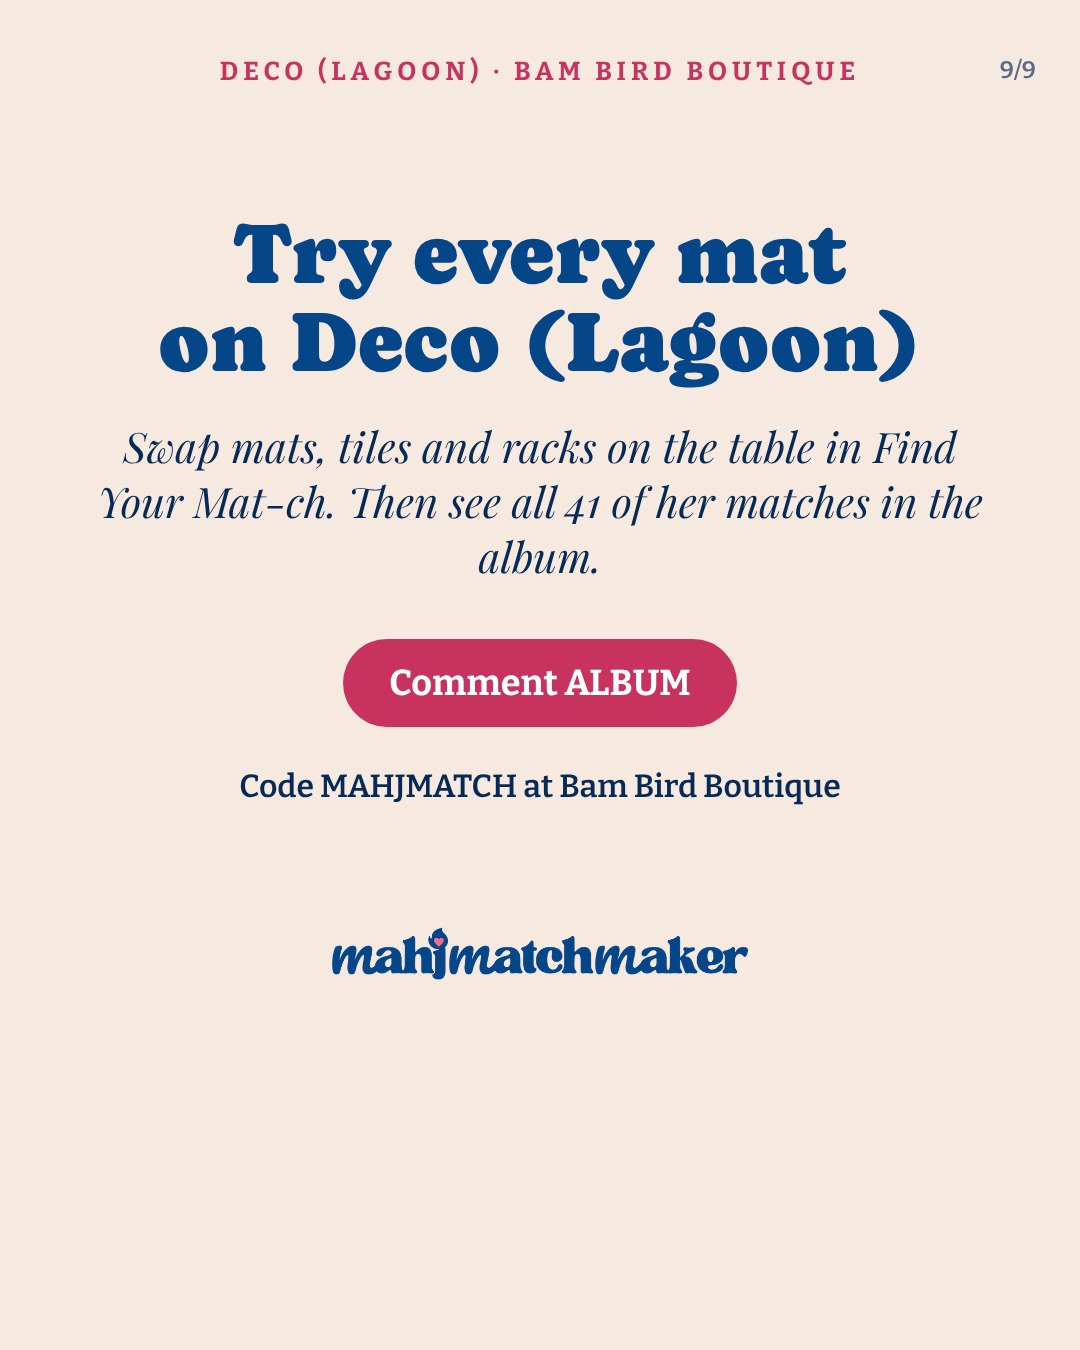 DECO (LAGOON) · BAM BIRD BOUTIQUE
9/9
Try every mat
on Deco (Lagoon)
Swap mats, tiles and racks on the table in Find
Your Mat-ch. Then see all 41 of her matches in the
album.
Comment ALBUM
Code MAHJMATCH at Bam Bird Boutique
mahjmatchmaker